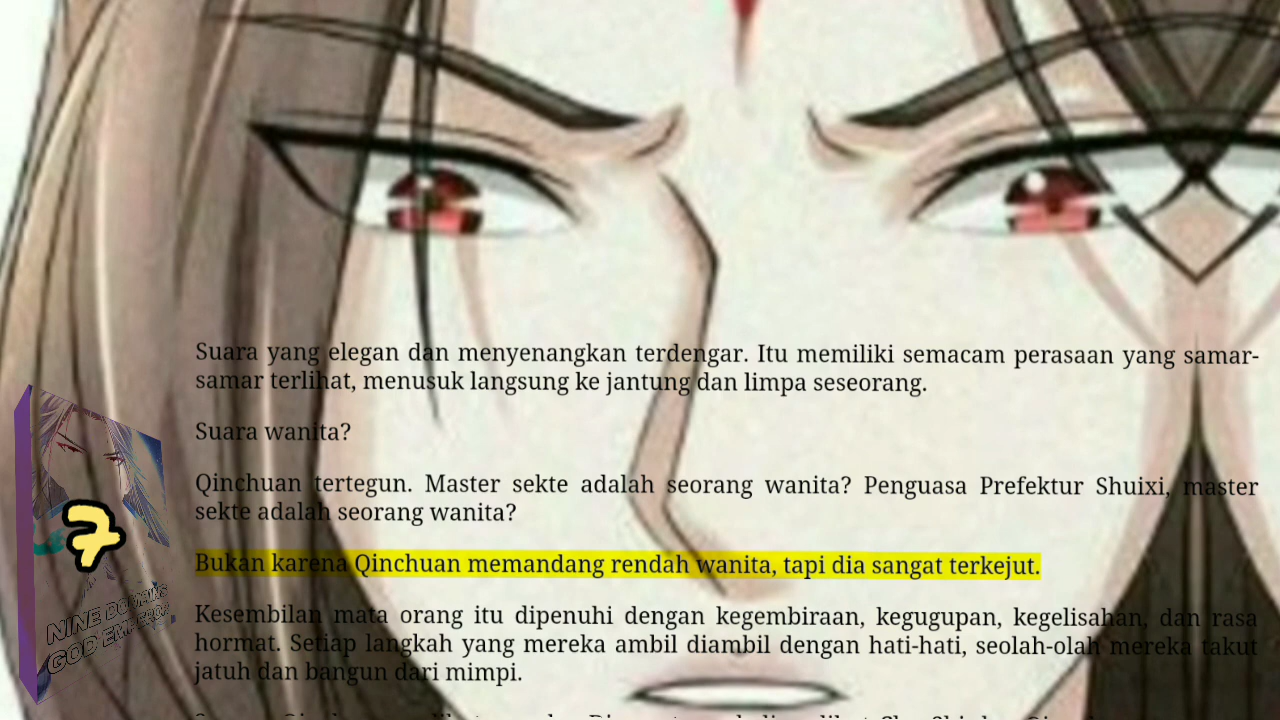 Suara yang elegan dan menyenangkan terdengar. Itu memiliki semacam perasaan yang samar-
samar terlihat, menusuk langsung ke jantung dan limpa seseorang.
Suara wanita?
Qinchuan tertegun. Master sekte adalah seorang wanita? Penguasa Prefektur Shuixi, master
sekte adalah seorang wanita?
Bukan karena Qinchuan memandang rendah wanita, tapi dia sangat terkejut.
Kesembilan mata orang itu dipenuhi dengan kegembiraan, kegugupan, kegelisahan, dan rasa
hormat. Setiap langkah yang mereka ambil diambil dengan hati-hati, seolah-olah mereka takut
jatuh dan bangun dari mimpi.
7
NINE DOMAINS
GOD EMPEROR